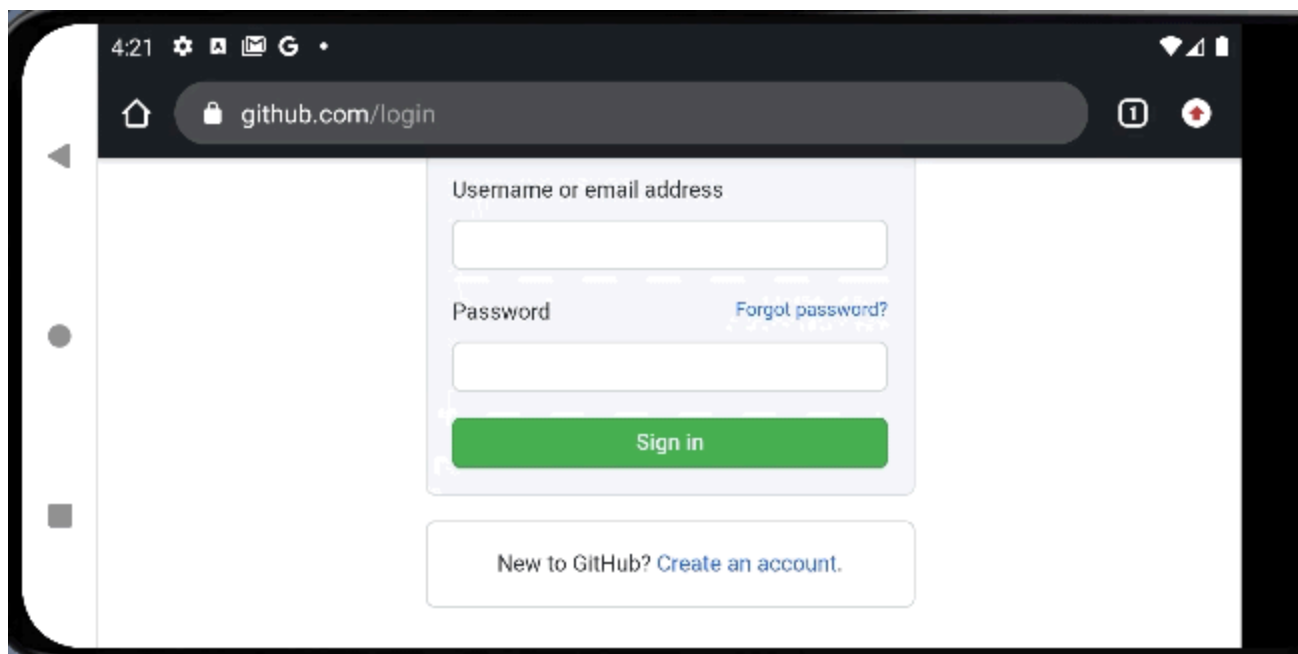 4:21
github.com/login
1
Username or email address
Password Forgot password?
Sign in
New to GitHub? Create an account.